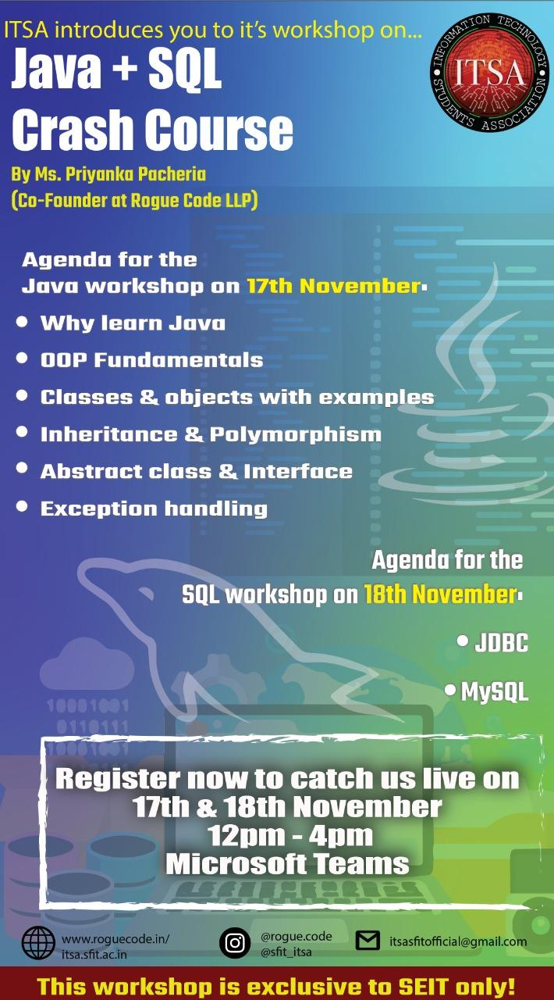 ITSA introduces you to it's workshop on...
Java + SQL
Crash Course
By Ms. Priyanka Pacheria
(Co-Founder at Rogue Code LLP)
INFORMATION TECHNOLOGY
ITSA
STUDENTS ASSOCIATION
Agenda for the
Java workshop on 17th November:
• Why learn Java
• OOP Fundamentals
• Classes & objects with examples
• Inheritance & Polymorphism
• Abstract class & Interface
• Exception handling
Agenda for the
SQL workshop on 18th November:
• JDBC
• MySQL
1001001
011011
Register now to catch us live on
17th & 18th November
12pm - 4pm
Microsoft Teams
www.roguecode.in/
itsa.sfit.ac.in
@rogue.code
@sfit_itsa
itsasfitofficial@gmail.com
This workshop is exclusive to SEIT only!